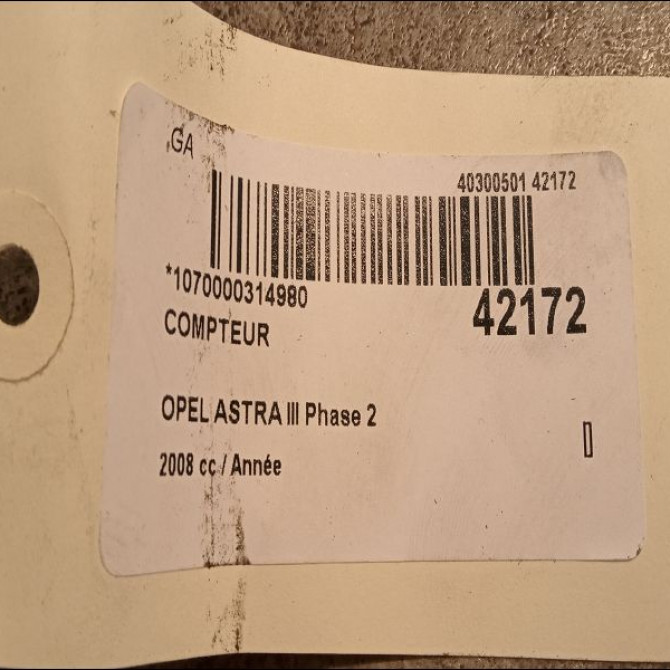 GA
40300501 42172
*1070000314980
42172
COMPTEUR
OPEL ASTRA III Phase 2
2008 cc / Année